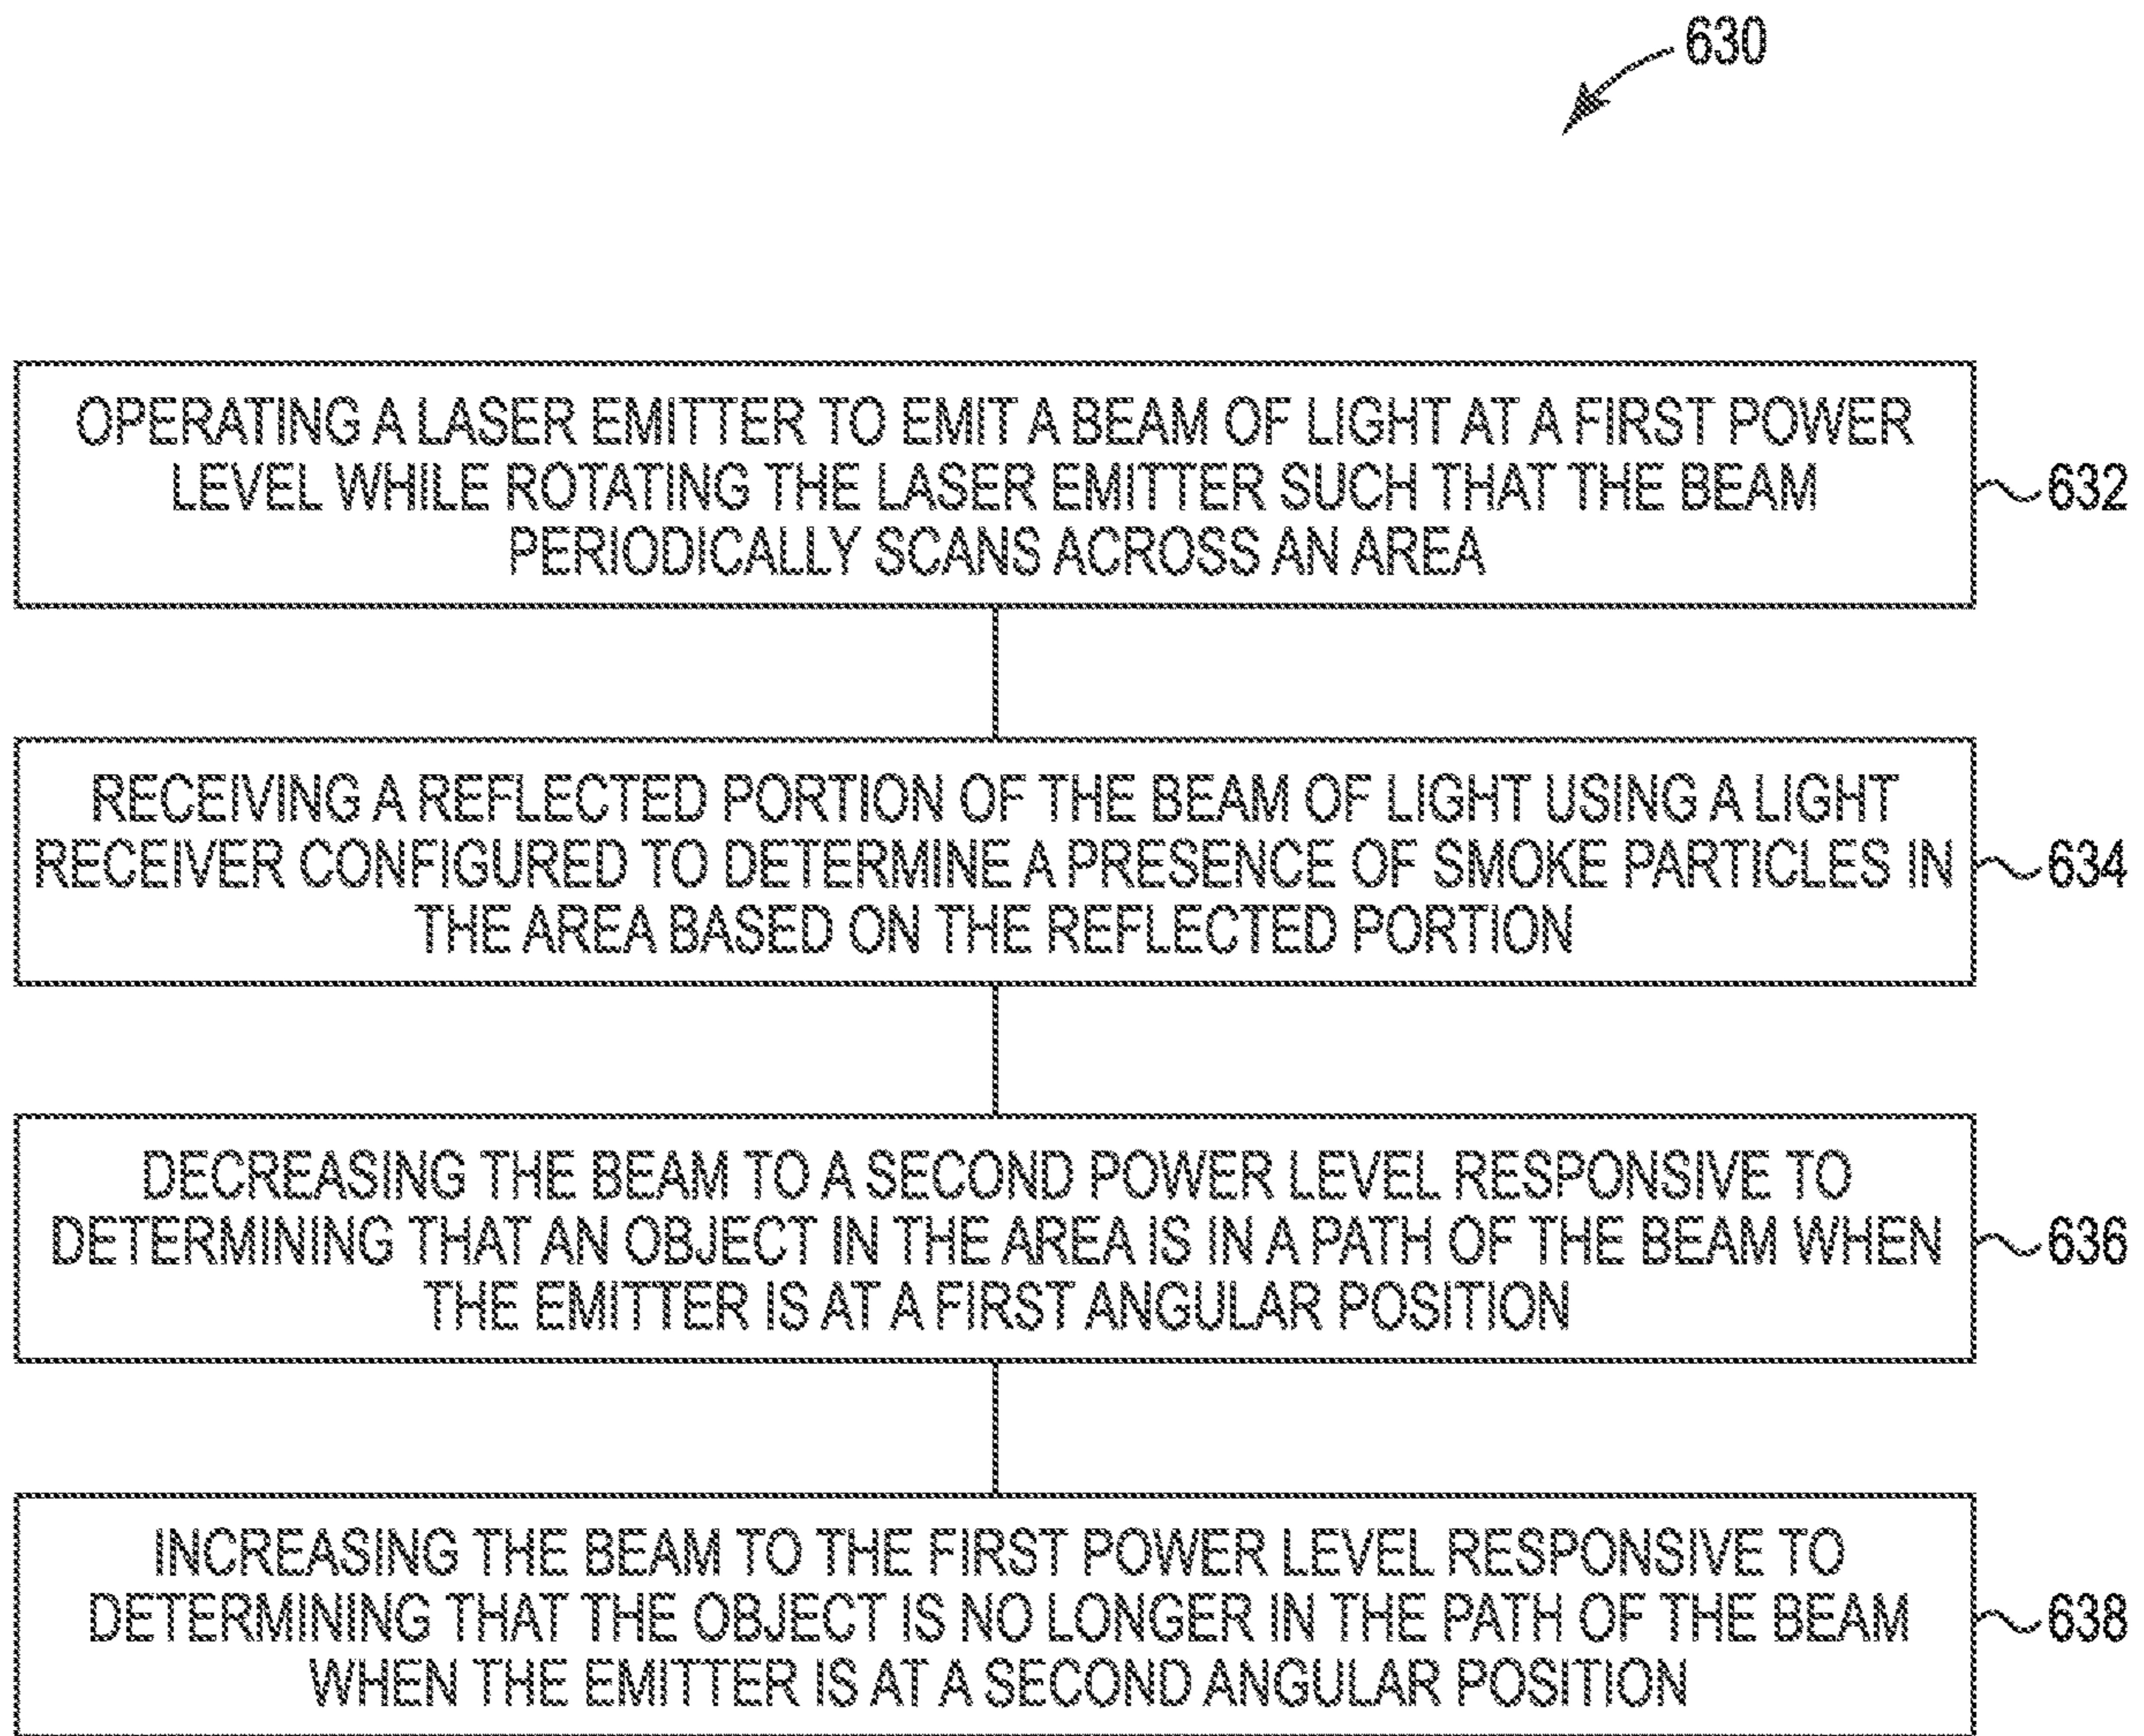 630
OPERATING A LASER EMITTER TO EMIT A BEAM OF LIGHT AT A FIRST POWER
LEVEL WHILE ROTATING THE LASER EMITTER SUCH THAT THE BEAM
PERIODICALLY SCANS ACROSS AN AREA
632
RECEIVING A REFLECTED PORTION OF THE BEAM OF LIGHT USING A LIGHT
RECEIVER CONFIGURED TO DETERMINE A PRESENCE OF SMOKE PARTICLES IN
THE AREA BASED ON THE REFLECTED PORTION
634
DECREASING THE BEAM TO A SECOND POWER LEVEL RESPONSIVE TO
DETERMINING THAT AN OBJECT IN THE AREA IS IN A PATH OF THE BEAM WHEN
THE EMITTER IS AT A FIRST ANGULAR POSITION
636
INCREASING THE BEAM TO THE FIRST POWER LEVEL RESPONSIVE TO
DETERMINING THAT THE OBJECT IS NO LONGER IN THE PATH OF THE BEAM
WHEN THE EMITTER IS AT A SECOND ANGULAR POSITION
638